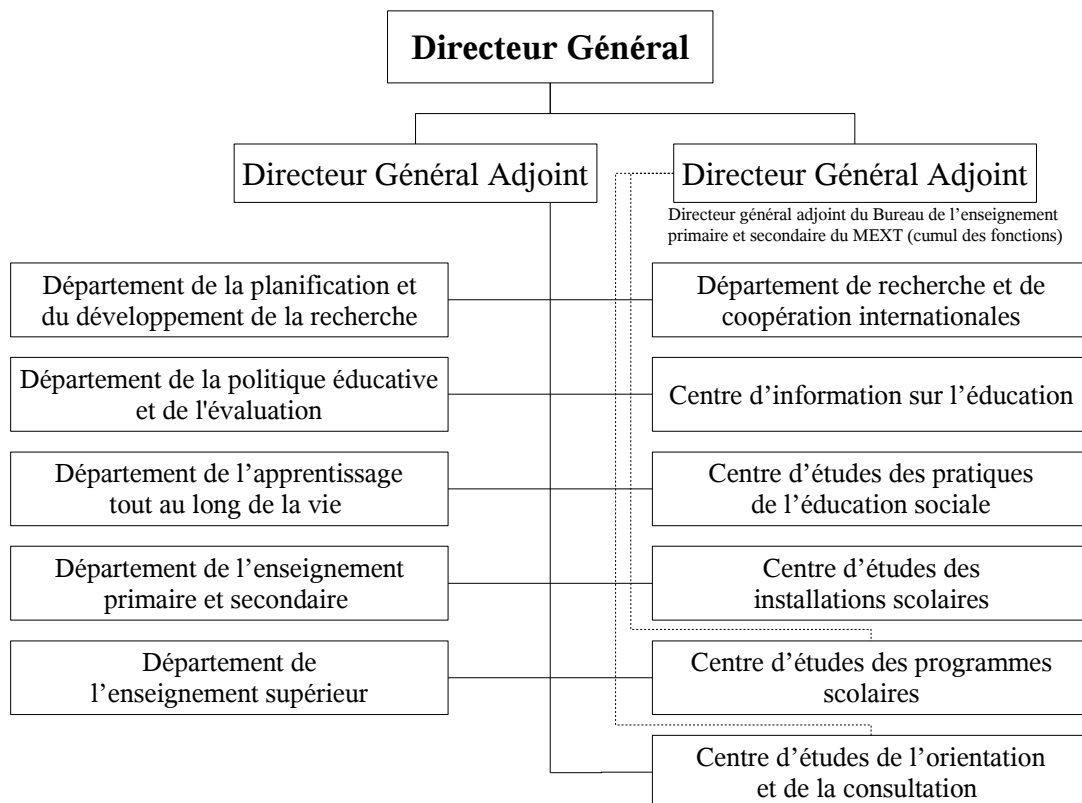 Directeur Général
Directeur Général Adjoint
Directeur Général Adjoint
Directeur général adjoint du Bureau de l’enseignement
primaire et secondaire du MEXT (cumul des fonctions)
Département de la planification et
du développement de la recherche
Département de recherche et de
coopération internationales
Département de la politique éducative
et de l'évaluation
Centre d’information sur l’éducation
Département de l’apprentissage
tout au long de la vie
Centre d’études des pratiques
de l’éducation sociale
Département de l’enseignement
primaire et secondaire
Centre d’études des
installations scolaires
Département de
l’enseignement supérieur
Centre d’études des programmes
scolaires
Centre d’études de l’orientation
et de la consultation